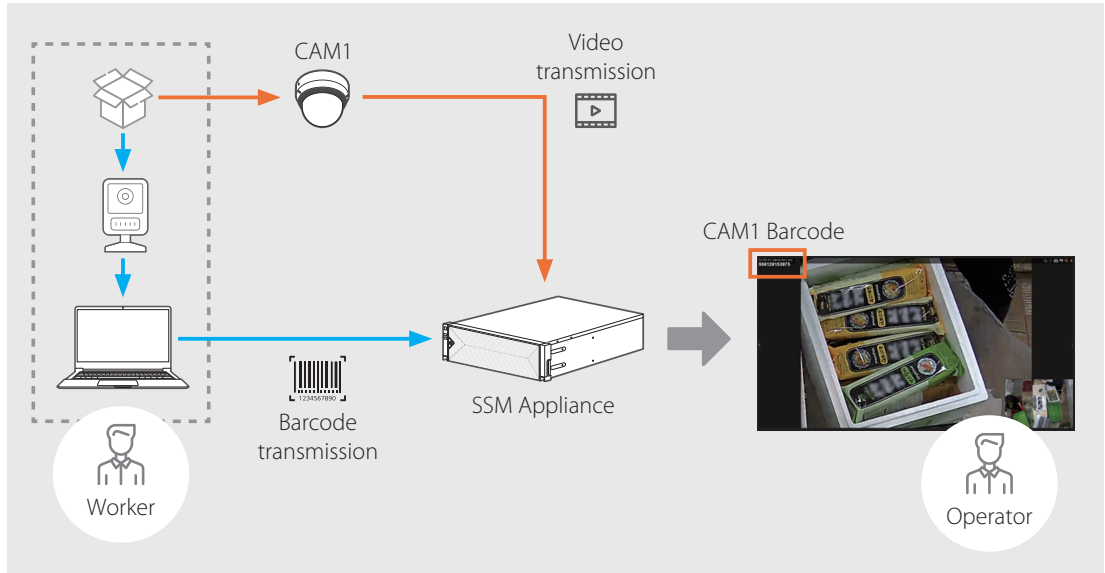 CAM1
Video
transmission
CAM1 Barcode
1234567890
Barcode
transmission
SSM Appliance
Worker
Operator